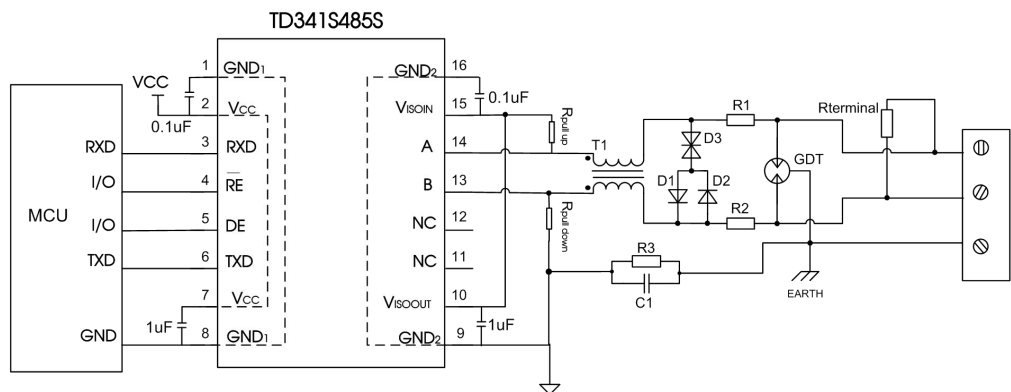 TD341S485S
MCU
RXD
I/O
I/O
TXD
GND
VCC
0.1uF
1uF
1 GND1
2 VCC
3 RXD
4 RE
5 DE
6 TXD
7 VCC
8 GND1
GND2 16
VISOIN 15
A 14
B 13
NC 12
NC 11
VISOOUT 10
GND2 9
0.1uF
1uF
Rpull up
Rpull down
T1
D3
D1
D2
R1
R2
GDT
Rterminal
R3
C1
EARTH